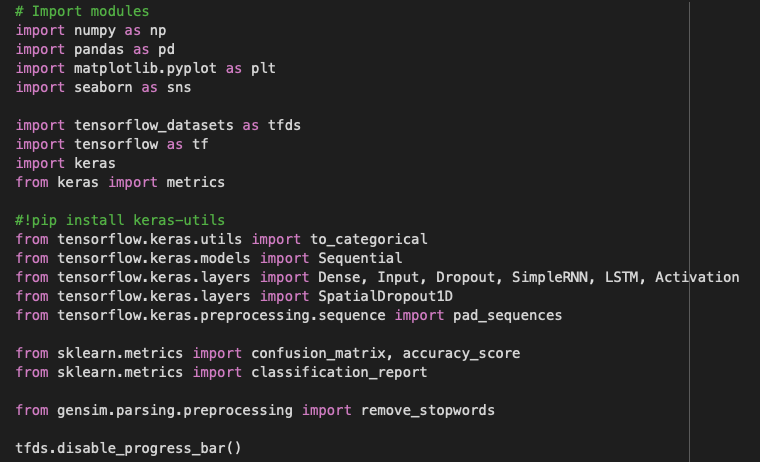 # Import modules
import numpy as np
import pandas as pd
import matplotlib.pyplot as plt
import seaborn as sns
import tensorflow_datasets as tfds
import tensorflow as tf
import keras
from keras import metrics
#!pip install keras-utils
from tensorflow.keras.utils import to_categorical
from tensorflow.keras.models import Sequential
from tensorflow.keras.layers import Dense, Input, Dropout, SimpleRNN, LSTM, Activation
from tensorflow.keras.layers import SpatialDropout1D
from tensorflow.keras.preprocessing.sequence import pad_sequences
from sklearn.metrics import confusion_matrix, accuracy_score
from sklearn.metrics import classification_report
from gensim.parsing.preprocessing import remove_stopwords
tfds.disable_progress_bar()